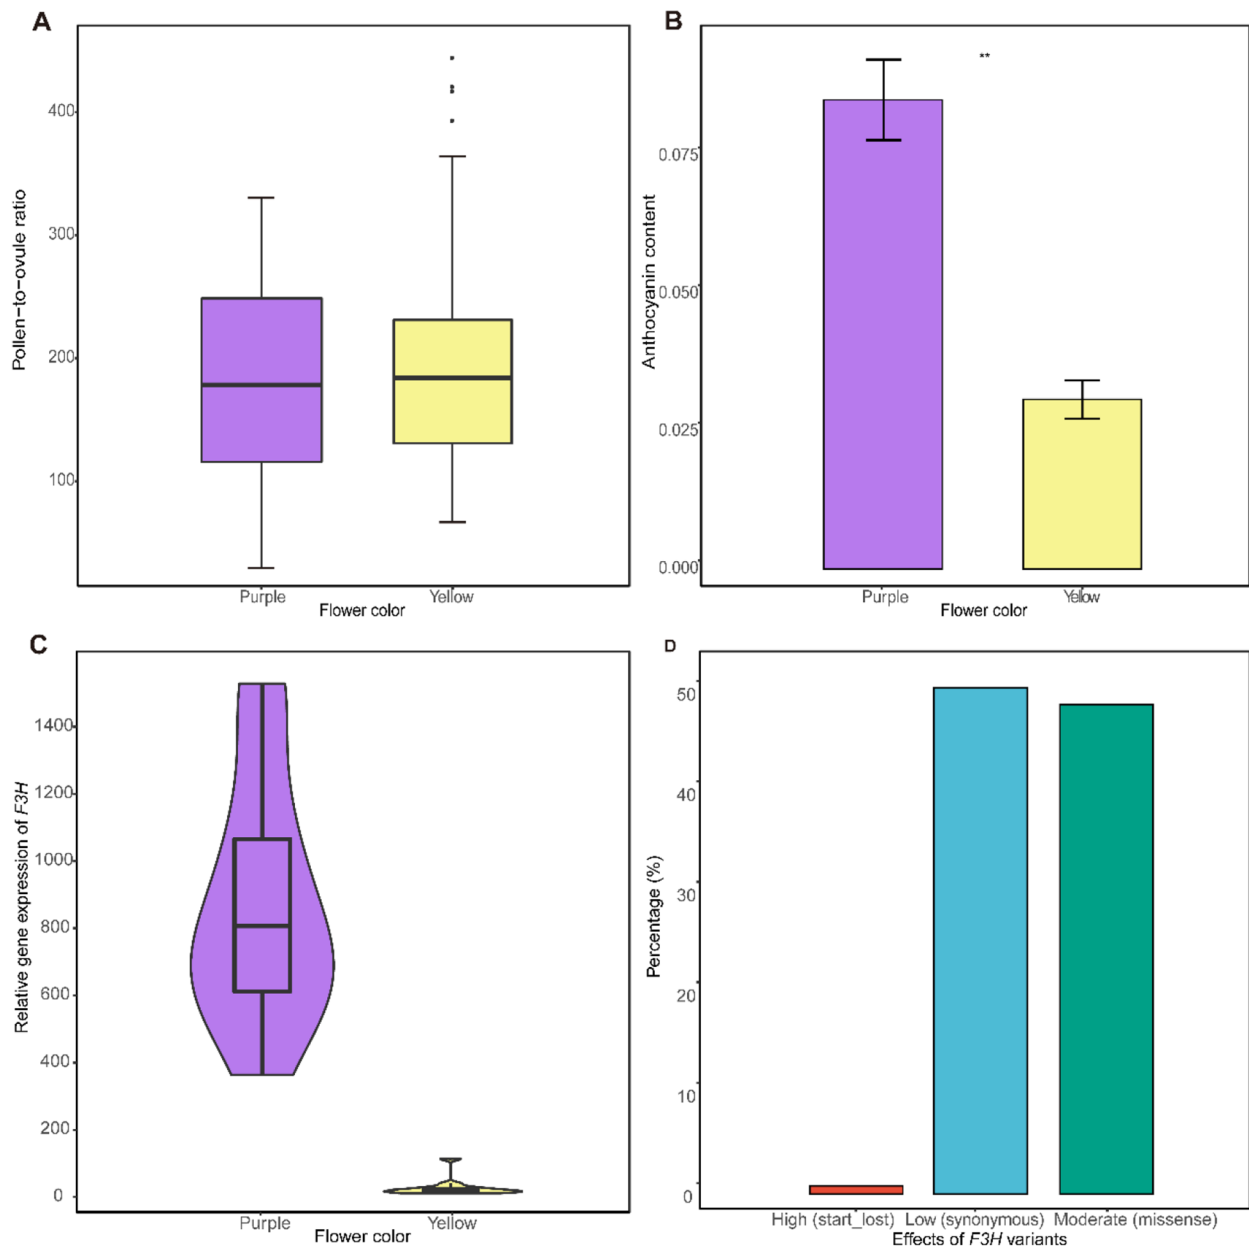 A
Pollen-to-ovule ratio
400
300
200
100
Purple
Yellow
Flower color
B
**
Anthocyanin content
0.075
0.050
0.025
0.000
Purple
Yellow
Flower color
C
Relative gene expression of F3H
1400
1200
1000
800
600
400
200
0
Purple
Yellow
Flower color
D
Percentage (%)
50
40
30
20
10
0
High (start_lost)
Low (synonymous)
Moderate (missense)
Effects of F3H variants